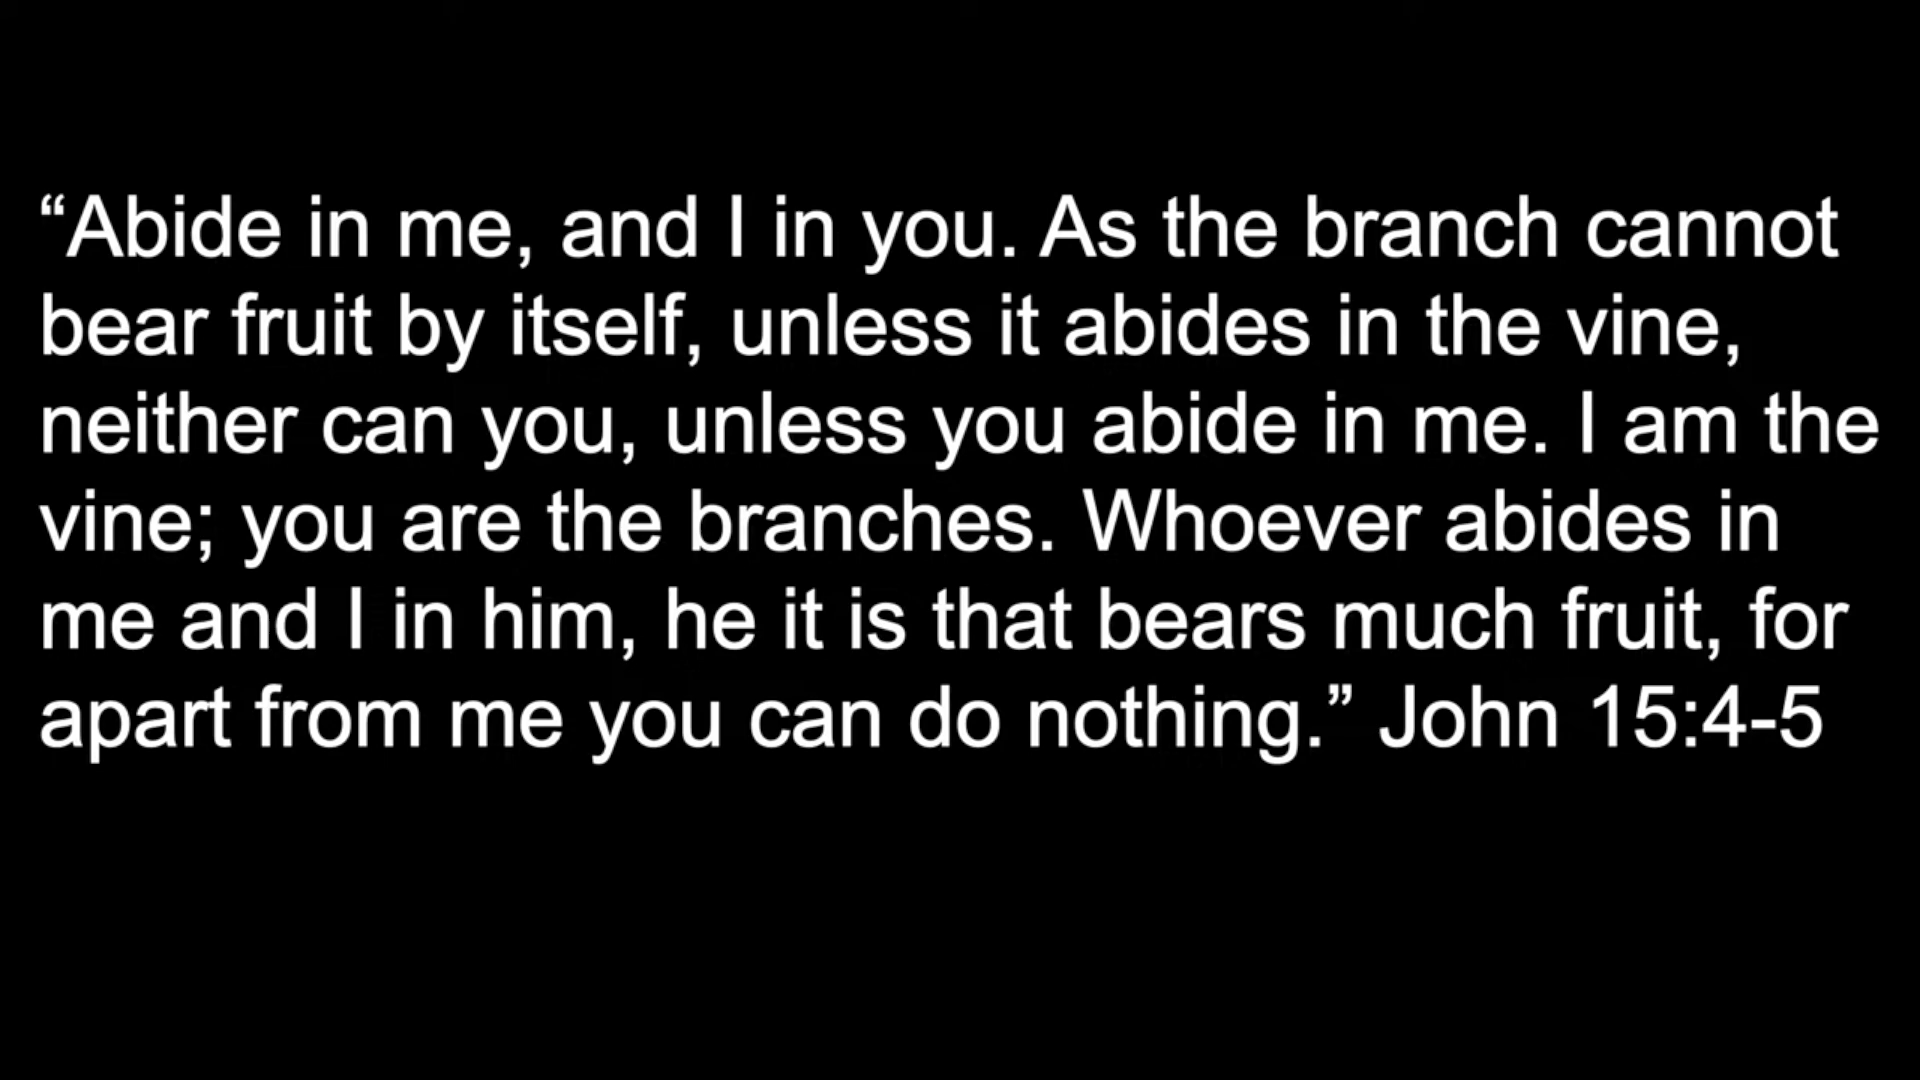 “Abide in me, and I in you. As the branch cannot
bear fruit by itself, unless it abides in the vine,
neither can you, unless you abide in me. I am the
vine; you are the branches. Whoever abides in
me and I in him, he it is that bears much fruit, for
apart from me you can do nothing.” John 15:4-5